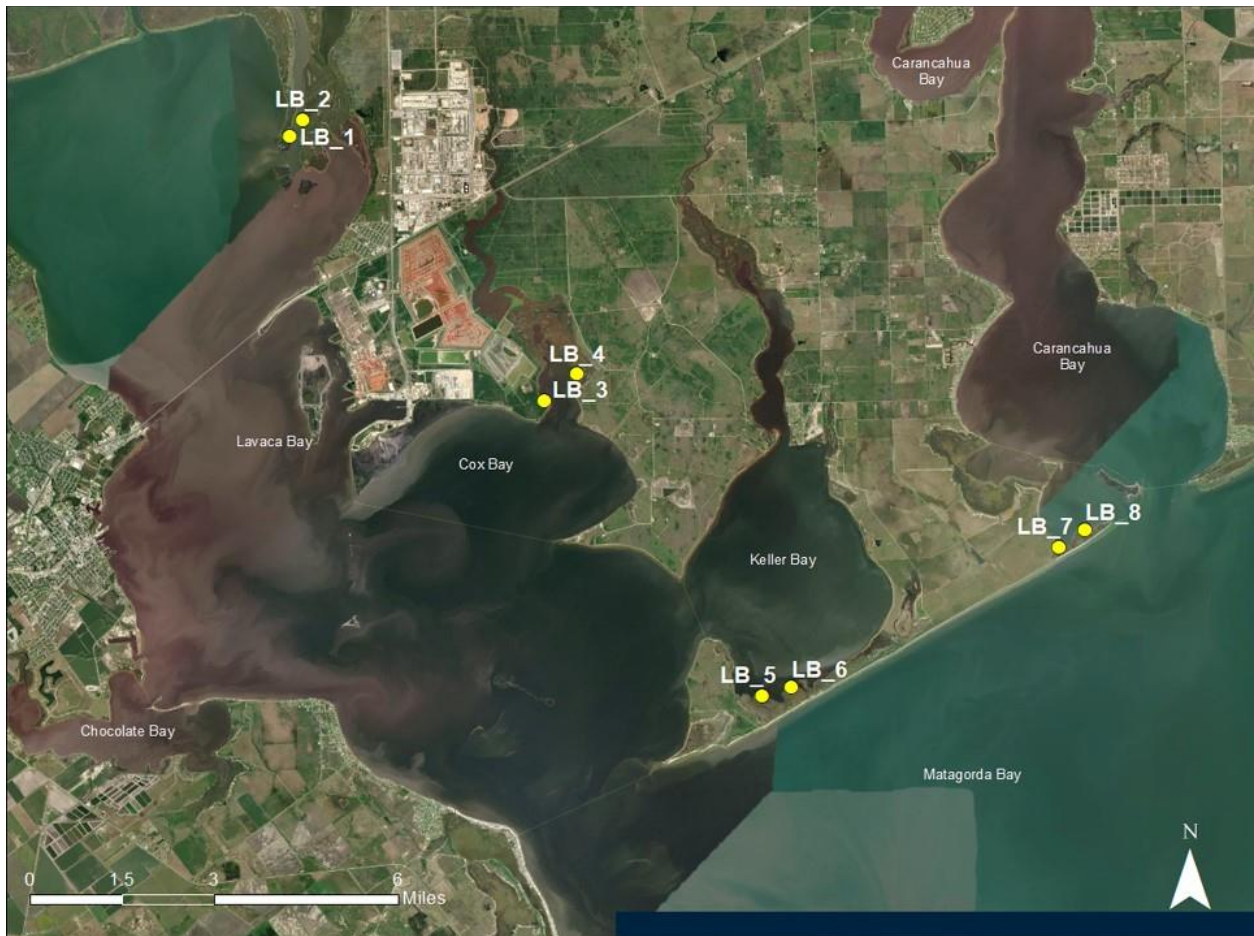 Carancahua
Bay
LB_2
LB_1
Carancahua
Bay
LB_4
LB_3
Lavaca Bay
Cox Bay
LB_8
LB_7
Keller Bay
LB_6
LB_5
Chocolate Bay
Matagorda Bay
N
0 1.5 3 6
Miles